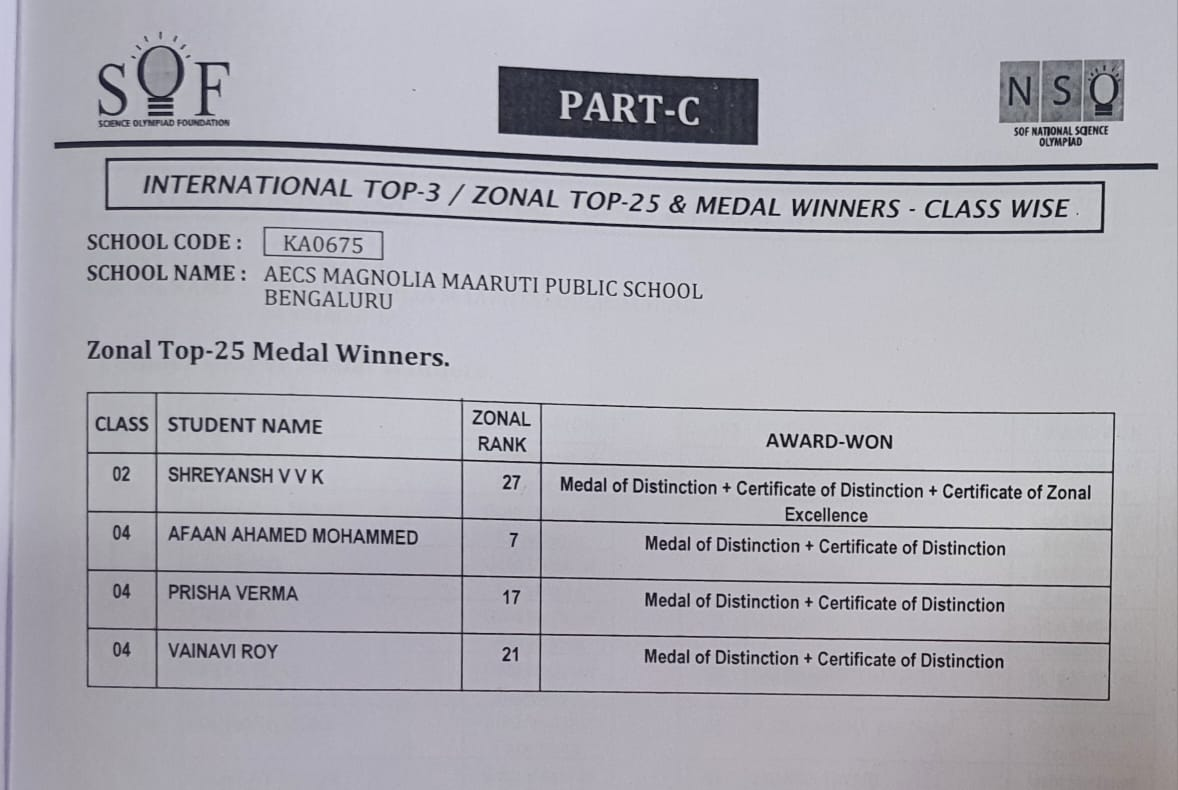 SOF
SCIENCE OLYMPIAD FOUNDATION
PART-C
NSO
SOF NATIONAL SCIENCE
OLYMPIAD
INTERNATIONAL TOP-3 / ZONAL TOP-25 & MEDAL WINNERS - CLASS WISE .
SCHOOL CODE : KA0675
SCHOOL NAME : AECS MAGNOLIA MAARUTI PUBLIC SCHOOL
BENGALURU
Zonal Top-25 Medal Winners.
CLASS STUDENT NAME ZONAL RANK AWARD-WON
02 SHREYANSH V V K 27 Medal of Distinction + Certificate of Distinction + Certificate of Zonal
Excellence
04 AFAAN AHAMED MOHAMMED 7 Medal of Distinction + Certificate of Distinction
04 PRISHA VERMA 17 Medal of Distinction + Certificate of Distinction
04 VAINAVI ROY 21 Medal of Distinction + Certificate of Distinction